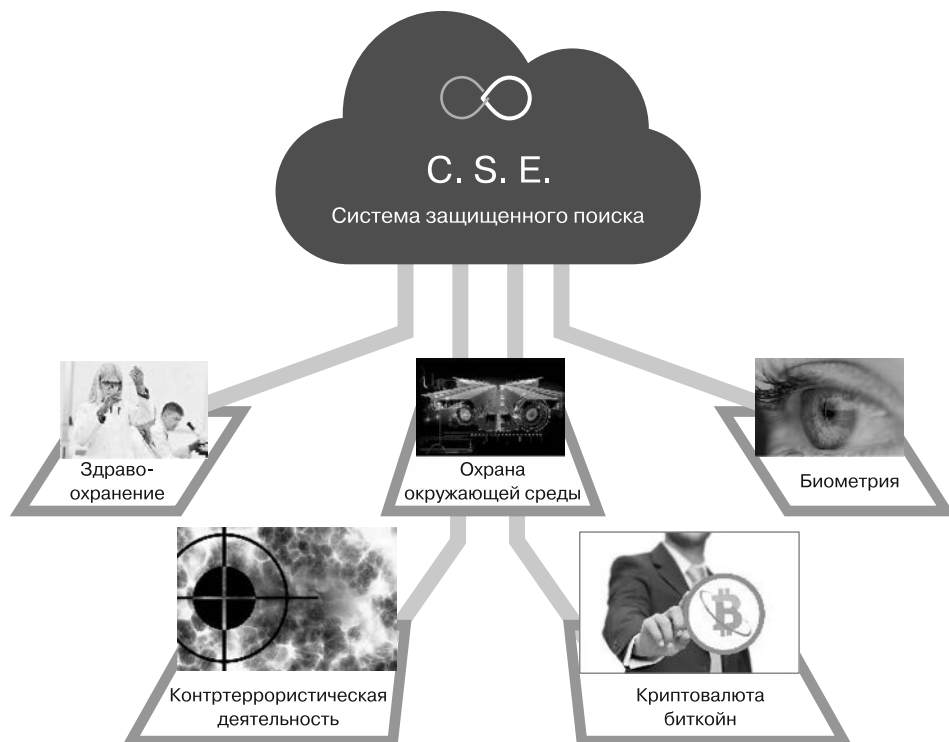 C. S. E.
Система защищенного поиска
Здраво-
охранение
Охрана
окружающей среды
Биометрия
Контртеррористическая
деятельность
Криптовалюта
биткойн